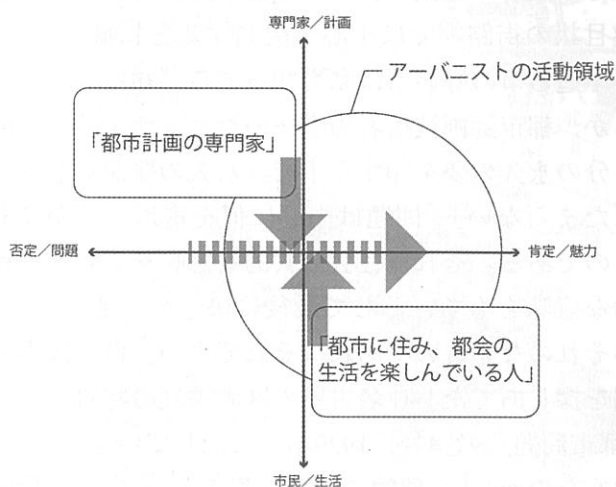 専門家／計画
アーバニストの活動領域
「都市計画の専門家」
否定／問題
肯定／魅力
「都市に住み、都会の
生活を楽しんでいる人」
市民／生活